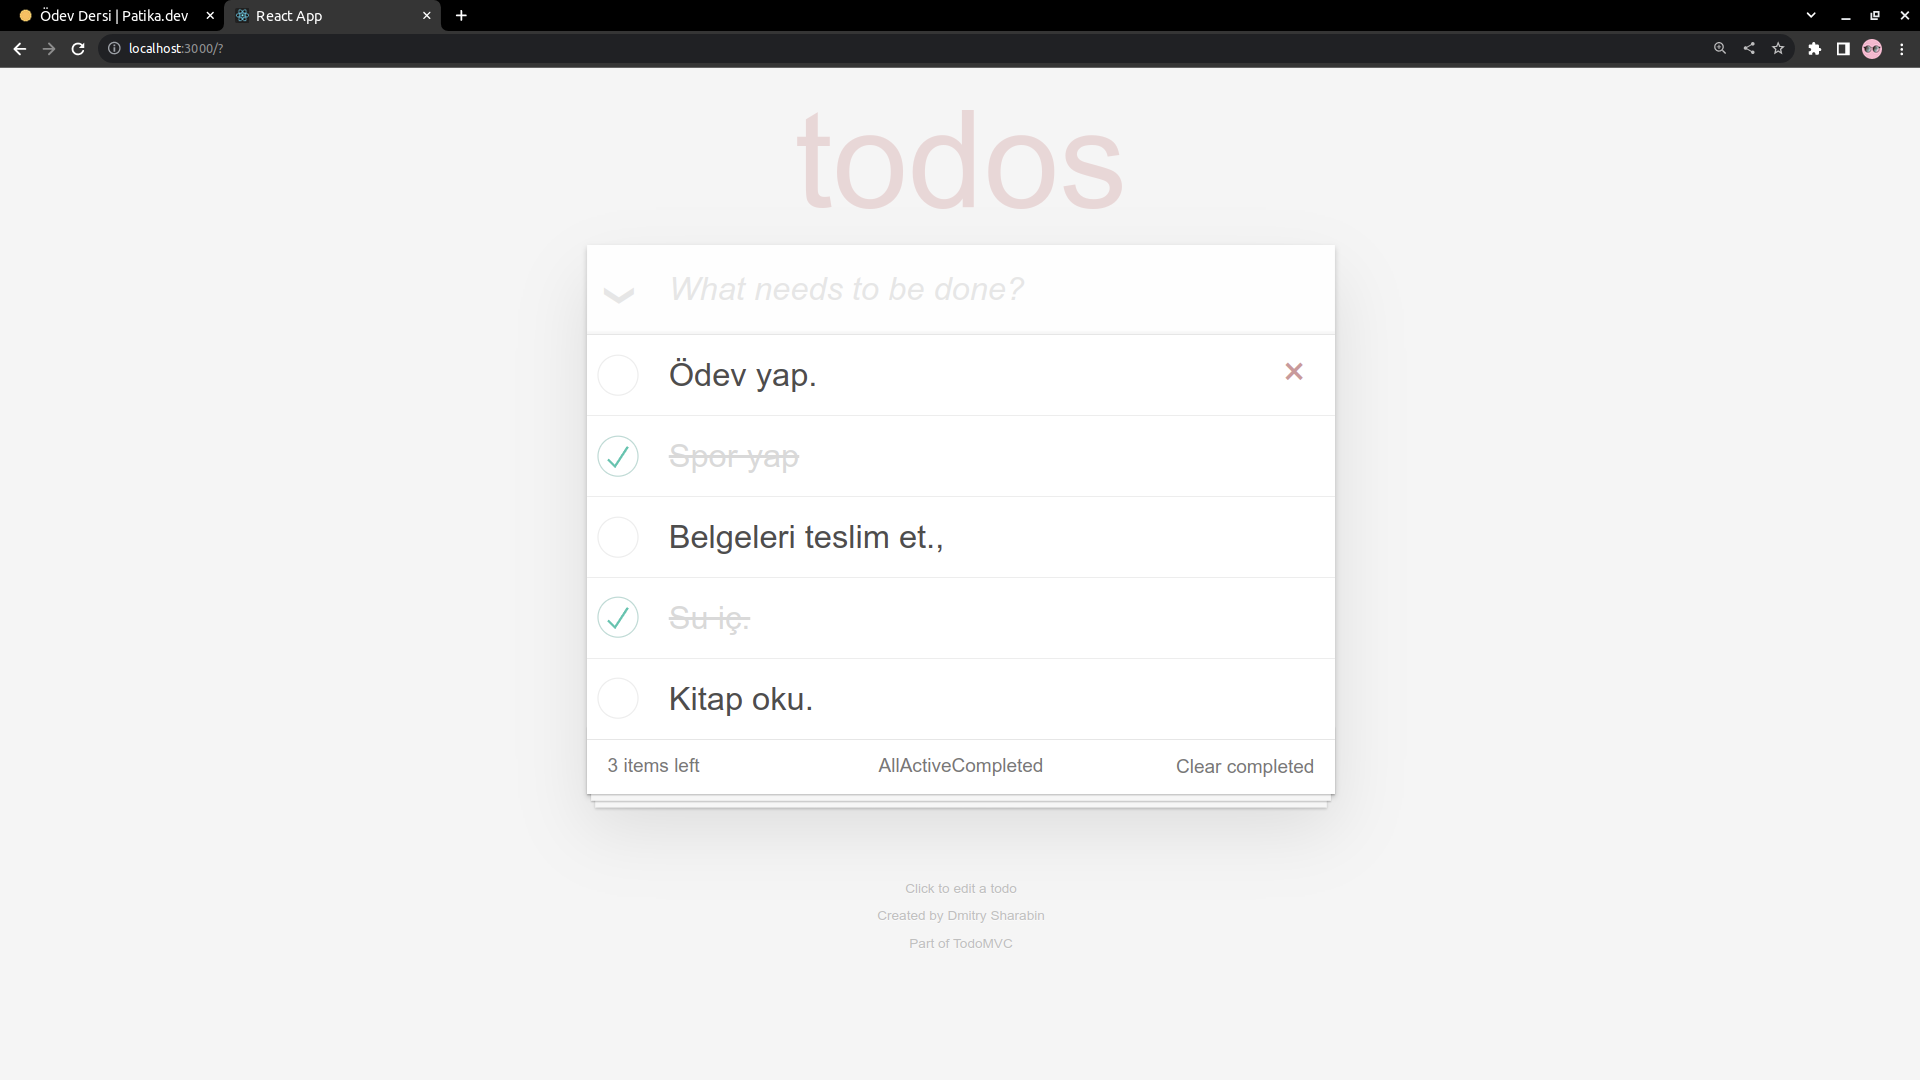 Ödev Dersi | Patika.dev
React App
localhost:3000/?
todos
What needs to be done?
Ödev yap.
Spor yap
Belgeleri teslim et.,
Su iç.
Kitap oku.
3 items left
AllActiveCompleted
Clear completed
Click to edit a todo
Created by Dmitry Sharabin
Part of TodoMVC